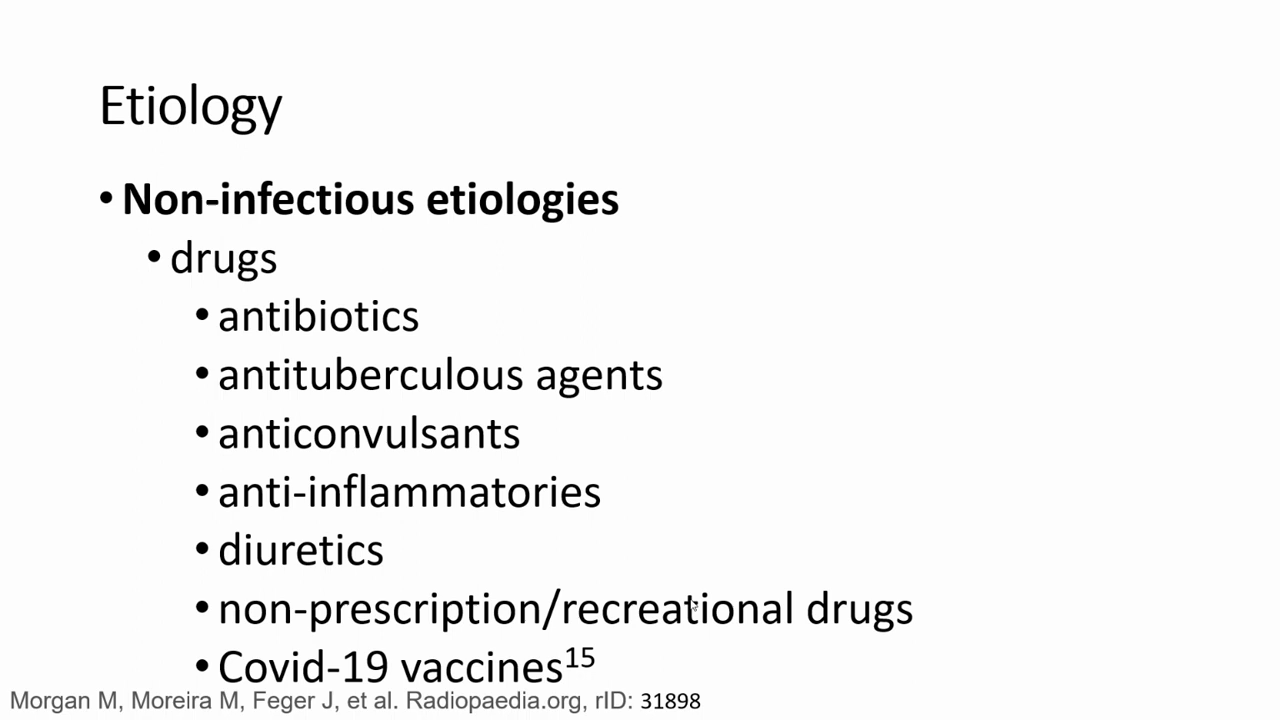 Etiology
• Non-infectious etiologies
• drugs
• antibiotics
• antituberculous agents
• anticonvulsants
• anti-inflammatories
• diuretics
• non-prescription/recreational drugs
• Covid-19 vaccines¹⁵
Morgan M, Moreira M, Feger J, et al. Radiopaedia.org, rID: 31898